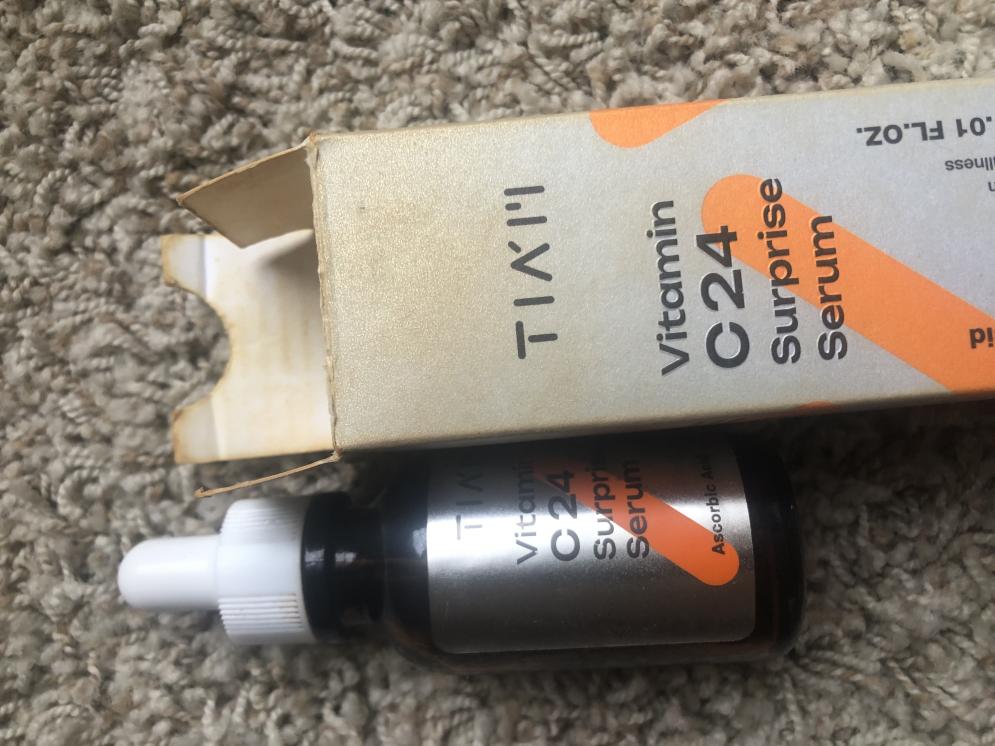 TIA'M
Vitamin
C24
Surprise
Serum
.01 FL.OZ.
TIA'M
Vitamin
C24
Surprise
Serum
Ascorbic Acid